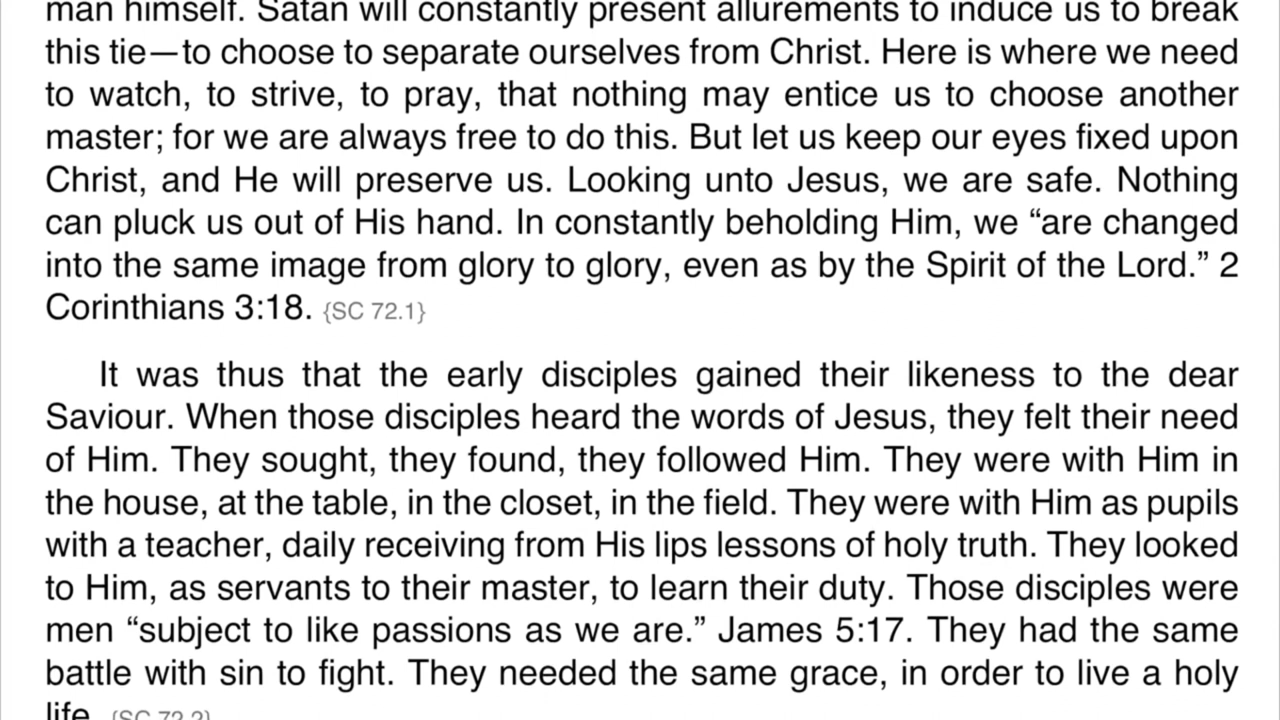 man himself. Satan will constantly present allurements to induce us to break
this tie—to choose to separate ourselves from Christ. Here is where we need
to watch, to strive, to pray, that nothing may entice us to choose another
master; for we are always free to do this. But let us keep our eyes fixed upon
Christ, and He will preserve us. Looking unto Jesus, we are safe. Nothing
can pluck us out of His hand. In constantly beholding Him, we “are changed
into the same image from glory to glory, even as by the Spirit of the Lord.” 2
Corinthians 3:18. {SC 72.1}
It was thus that the early disciples gained their likeness to the dear
Saviour. When those disciples heard the words of Jesus, they felt their need
of Him. They sought, they found, they followed Him. They were with Him in
the house, at the table, in the closet, in the field. They were with Him as pupils
with a teacher, daily receiving from His lips lessons of holy truth. They looked
to Him, as servants to their master, to learn their duty. Those disciples were
men “subject to like passions as we are.” James 5:17. They had the same
battle with sin to fight. They needed the same grace, in order to live a holy
life. {SC 72.2}